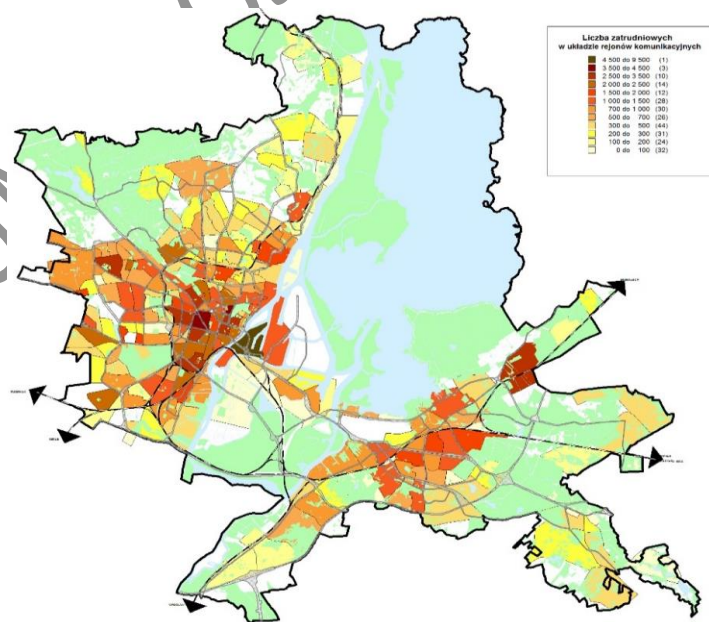 Liczba zatrudniowych
w układzie rejonów komunikacyjnych
4 500 do 9 500 (1)
3 500 do 4 500 (3)
2 500 do 3 500 (10)
2 000 do 2 500 (14)
1 500 do 2 000 (12)
1 000 do 1 500 (28)
700 do 1 000 (30)
500 do 700 (26)
300 do 500 (44)
200 do 300 (31)
100 do 200 (24)
0 do 100 (32)